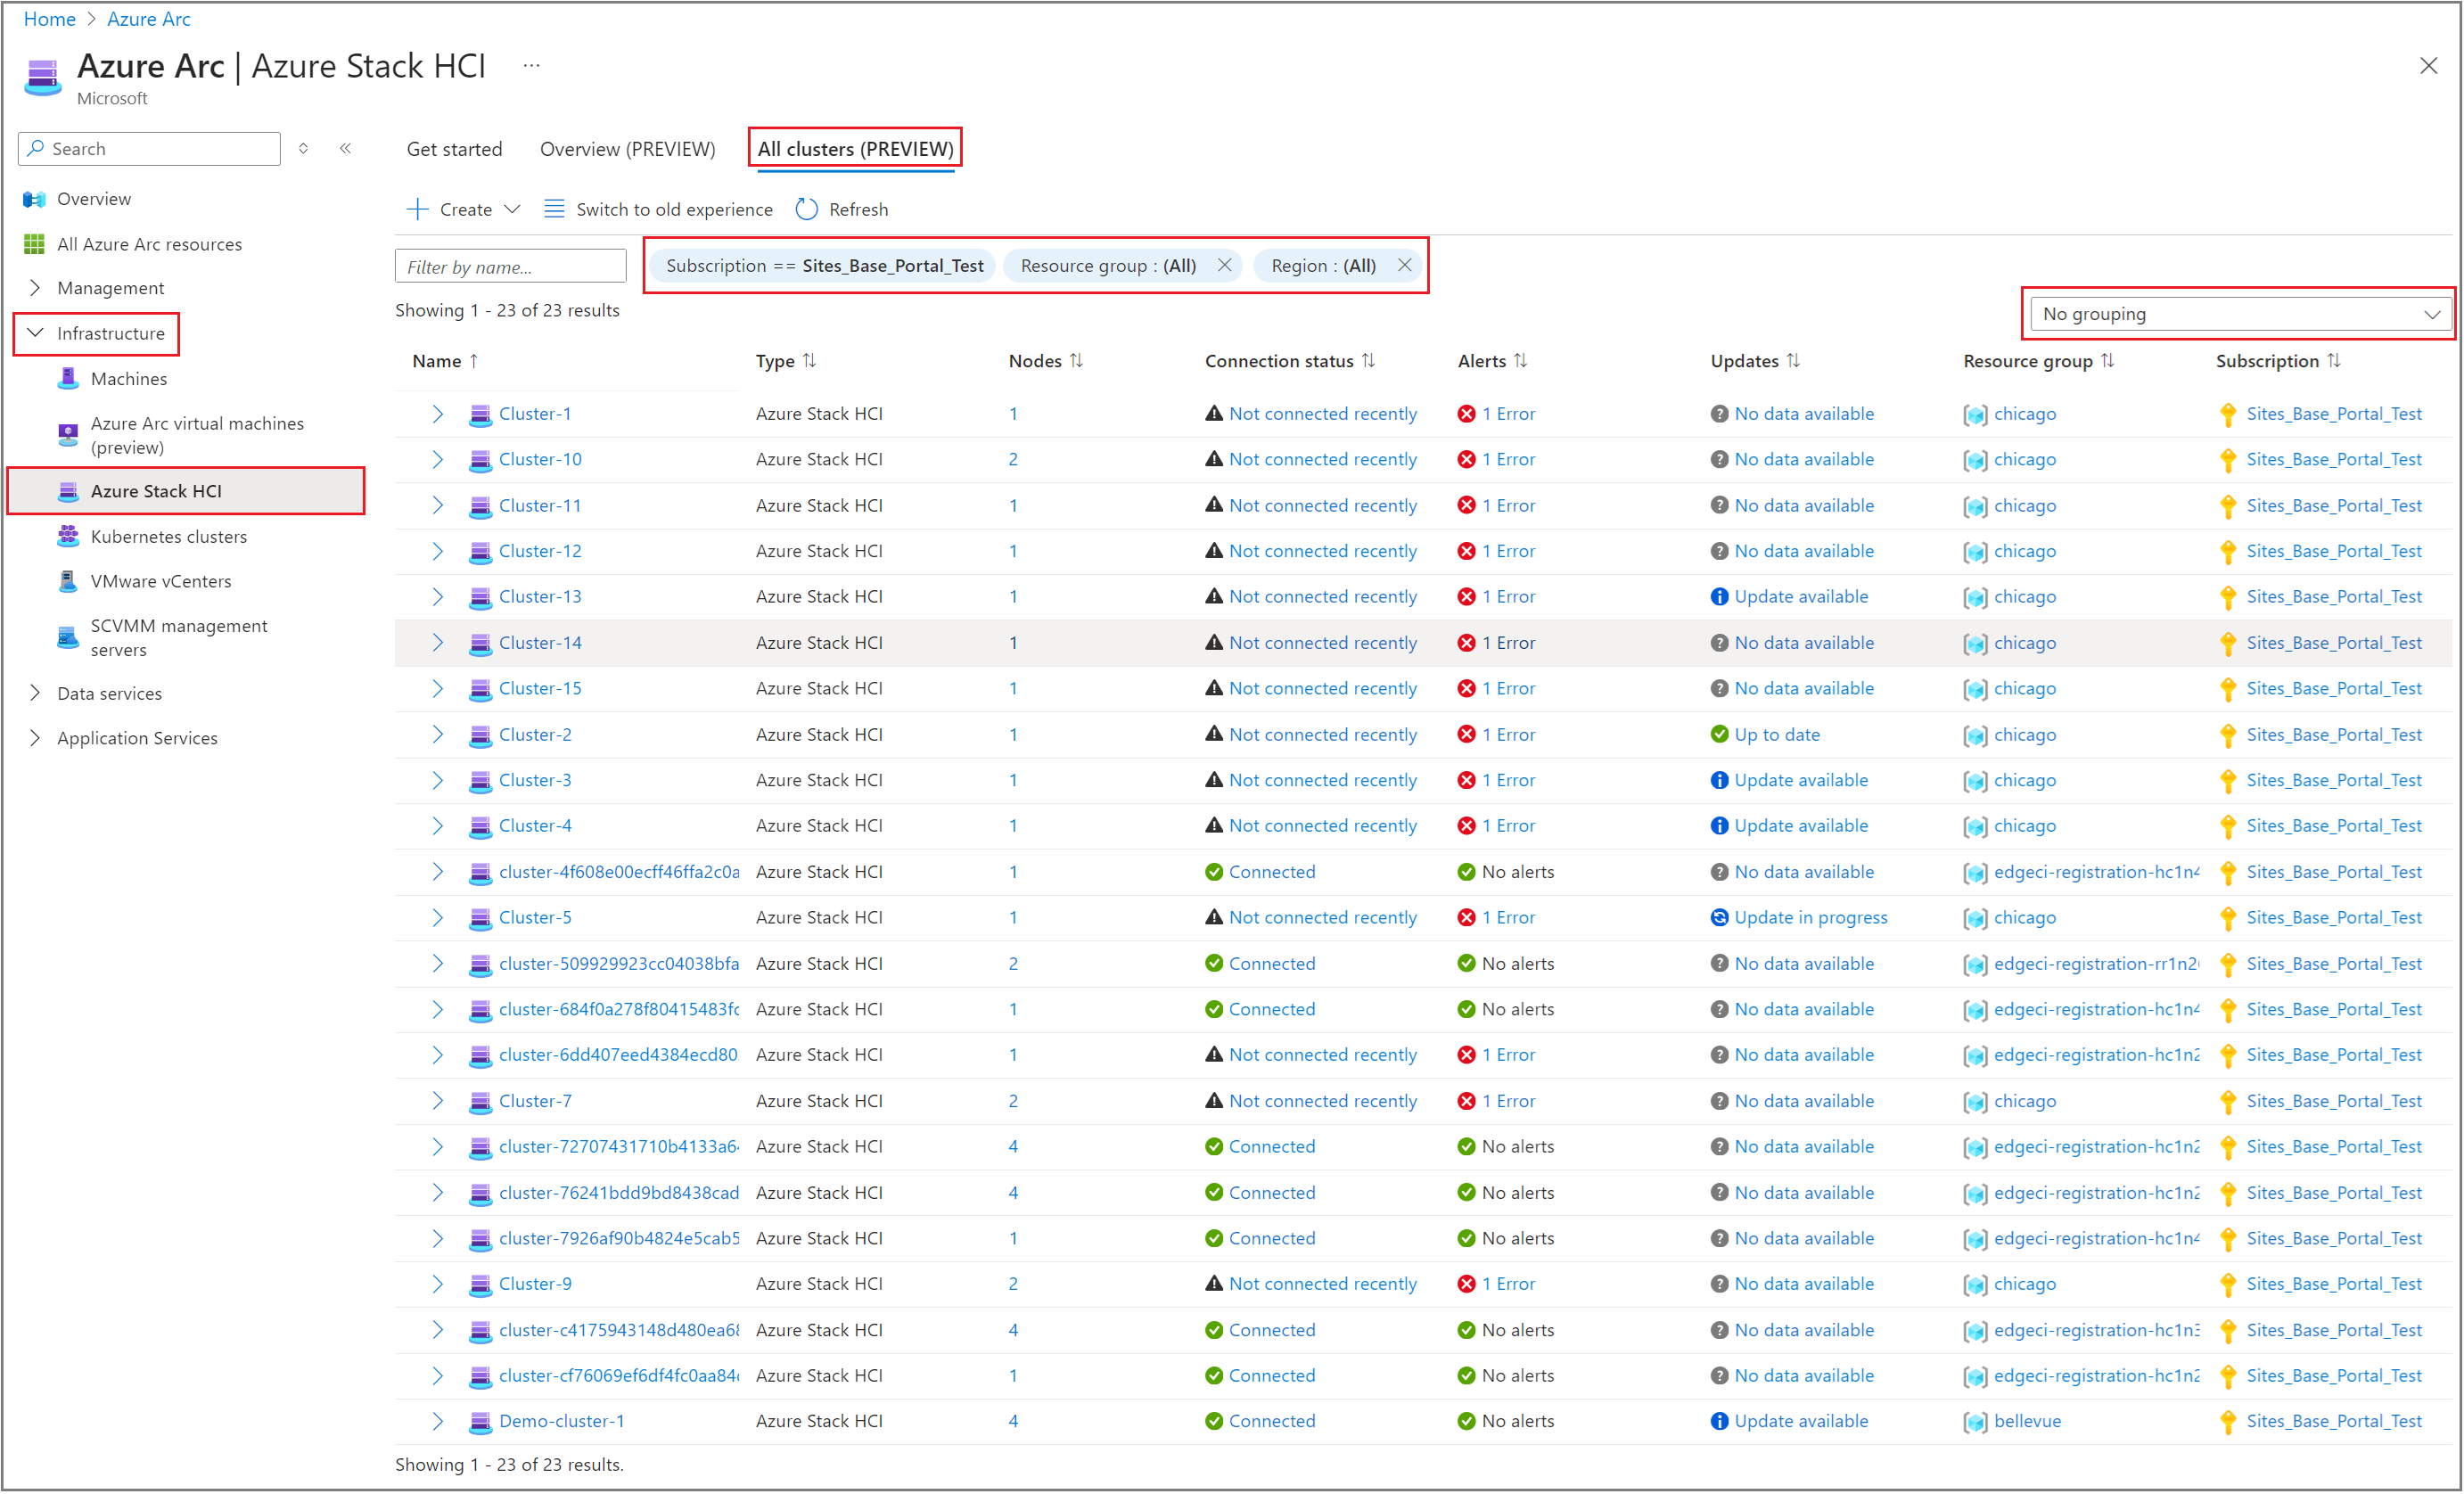 Home > Azure Arc
Azure Arc | Azure Stack HCI ...
Microsoft
Search
Overview
All Azure Arc resources
Management
Infrastructure
Machines
Azure Arc virtual machines
(preview)
Azure Stack HCI
Kubernetes clusters
VMware vCenters
SCVMM management
servers
Data services
Application Services
Get started Overview (PREVIEW) All clusters (PREVIEW)
Create Switch to old experience Refresh
Filter by name... Subscription == Sites_Base_Portal_Test Resource group : (All) Region : (All)
Showing 1 - 23 of 23 results
No grouping
Name Type Nodes Connection status Alerts Updates Resource group Subscription
Cluster-1 Azure Stack HCI 1 Not connected recently 1 Error No data available chicago Sites_Base_Portal_Test
Cluster-10 Azure Stack HCI 2 Not connected recently 1 Error No data available chicago Sites_Base_Portal_Test
Cluster-11 Azure Stack HCI 1 Not connected recently 1 Error No data available chicago Sites_Base_Portal_Test
Cluster-12 Azure Stack HCI 1 Not connected recently 1 Error No data available chicago Sites_Base_Portal_Test
Cluster-13 Azure Stack HCI 1 Not connected recently 1 Error Update available chicago Sites_Base_Portal_Test
Cluster-14 Azure Stack HCI 1 Not connected recently 1 Error No data available chicago Sites_Base_Portal_Test
Cluster-15 Azure Stack HCI 1 Not connected recently 1 Error No data available chicago Sites_Base_Portal_Test
Cluster-2 Azure Stack HCI 1 Not connected recently 1 Error Up to date chicago Sites_Base_Portal_Test
Cluster-3 Azure Stack HCI 1 Not connected recently 1 Error Update available chicago Sites_Base_Portal_Test
Cluster-4 Azure Stack HCI 1 Not connected recently 1 Error Update available chicago Sites_Base_Portal_Test
cluster-4f608e00ecff46ffa2c0a Azure Stack HCI 1 Connected No alerts No data available edgeci-registration-hc1n4 Sites_Base_Portal_Test
Cluster-5 Azure Stack HCI 1 Not connected recently 1 Error Update in progress chicago Sites_Base_Portal_Test
cluster-509929923cc04038bfa Azure Stack HCI 2 Connected No alerts No data available edgeci-registration-rr1n2 Sites_Base_Portal_Test
cluster-684f0a278f80415483fc Azure Stack HCI 1 Connected No alerts No data available edgeci-registration-hc1n4 Sites_Base_Portal_Test
cluster-6dd407eed4384ecd80 Azure Stack HCI 1 Not connected recently 1 Error No data available edgeci-registration-hc1n2 Sites_Base_Portal_Test
Cluster-7 Azure Stack HCI 2 Not connected recently 1 Error No data available chicago Sites_Base_Portal_Test
cluster-72707431710b4133a6 Azure Stack HCI 4 Connected No alerts No data available edgeci-registration-hc1n2 Sites_Base_Portal_Test
cluster-76241bdd9bd8438cad Azure Stack HCI 4 Connected No alerts No data available edgeci-registration-hc1n2 Sites_Base_Portal_Test
cluster-7926af90b4824e5cab5 Azure Stack HCI 1 Connected No alerts No data available edgeci-registration-hc1n4 Sites_Base_Portal_Test
Cluster-9 Azure Stack HCI 2 Not connected recently 1 Error No data available chicago Sites_Base_Portal_Test
cluster-c4175943148d480ea68 Azure Stack HCI 4 Connected No alerts No data available edgeci-registration-hc1n3 Sites_Base_Portal_Test
cluster-cf76069ef6df4fc0aa84 Azure Stack HCI 1 Connected No alerts No data available edgeci-registration-hc1n2 Sites_Base_Portal_Test
Demo-cluster-1 Azure Stack HCI 4 Connected No alerts Update available bellevue Sites_Base_Portal_Test
Showing 1 - 23 of 23 results.